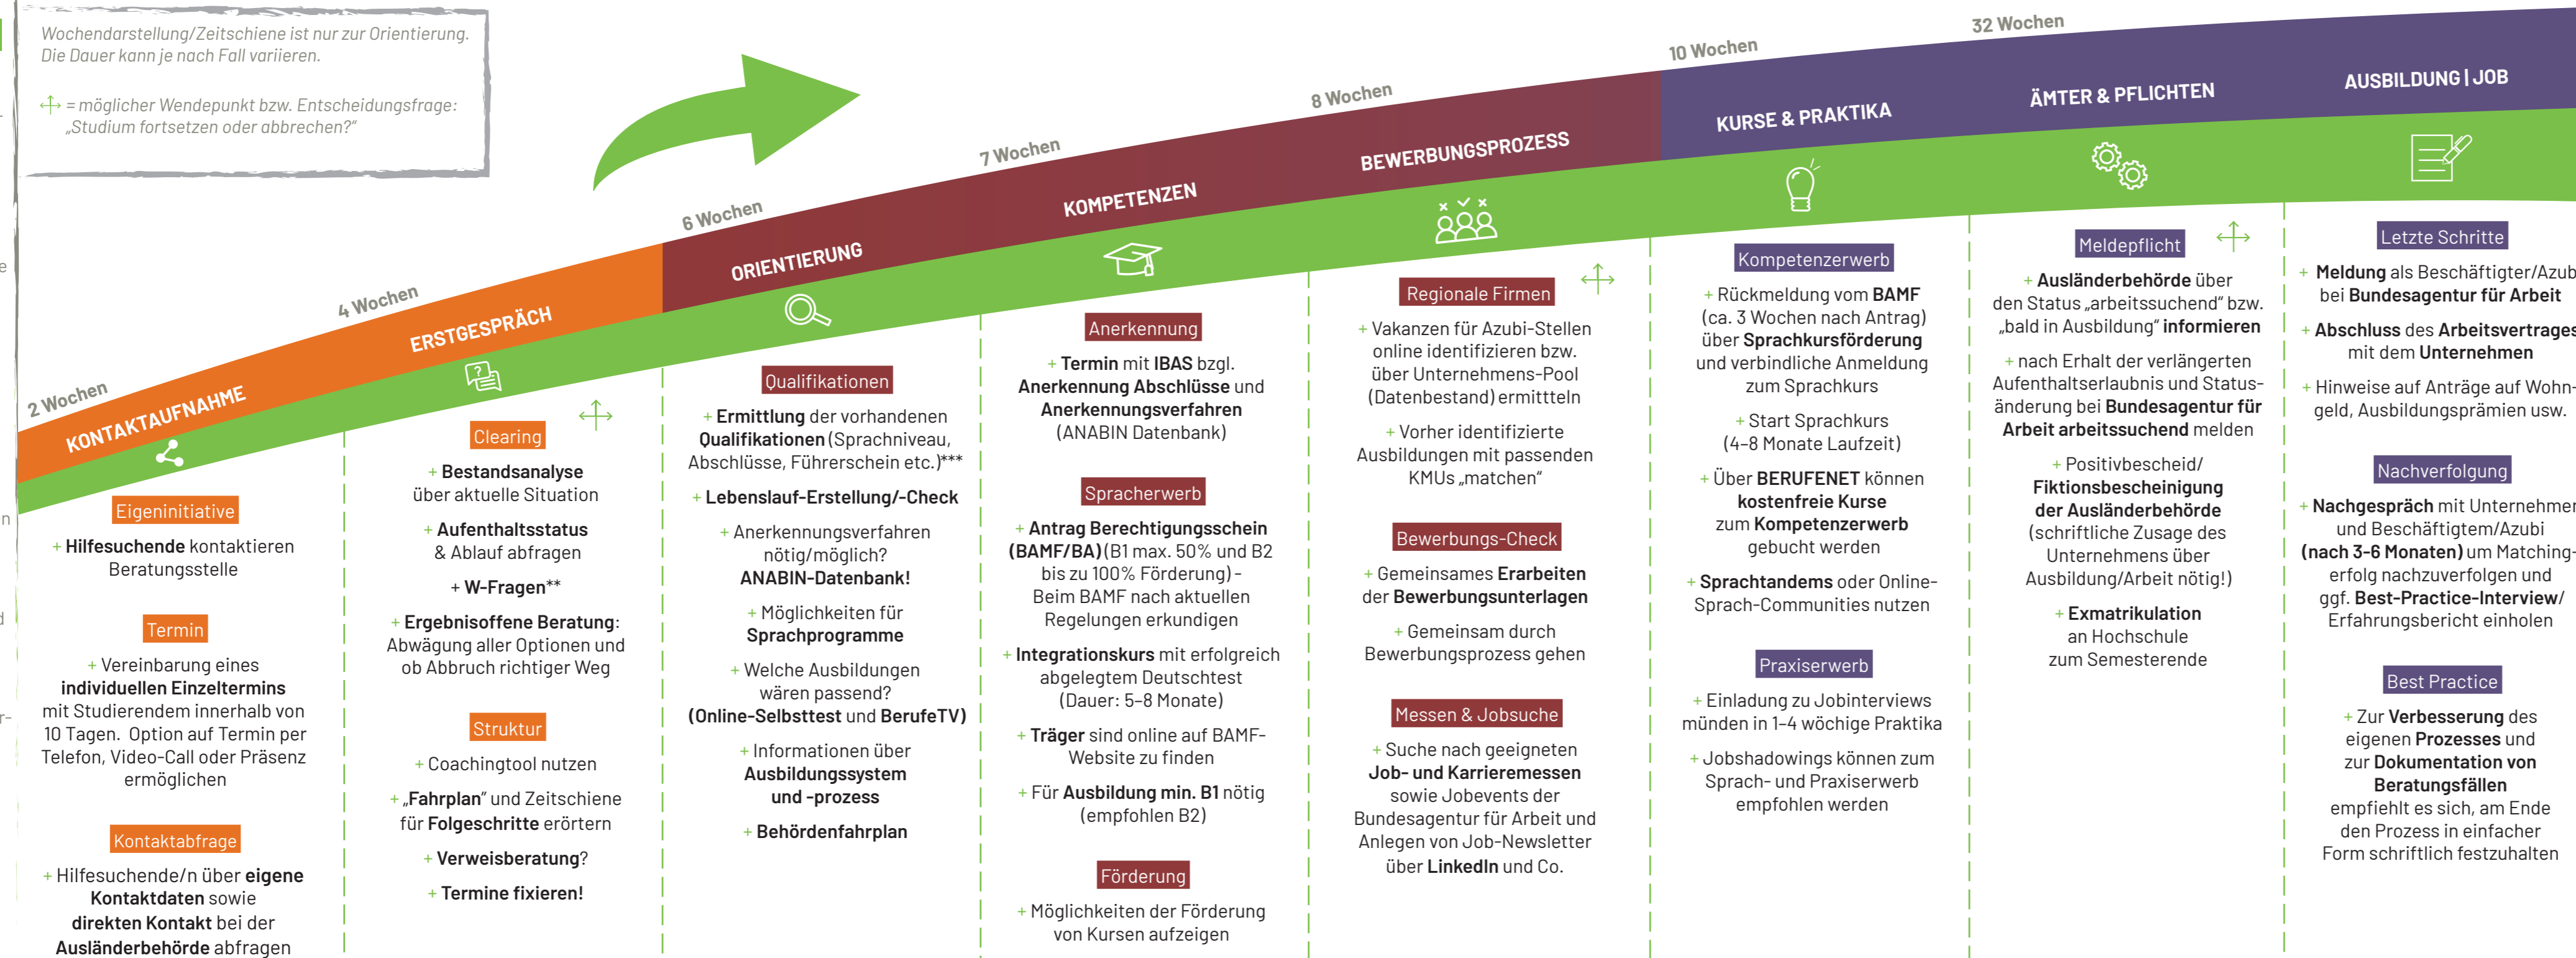 Wochendarstellung/Zeitschiene ist nur zur Orientierung.
Die Dauer kann je nach Fall variieren.
= möglicher Wendepunkt bzw. Entscheidungsfrage:
„Studium fortsetzen oder abbrechen?“
2 Wochen
KONTAKTAUFNAHME
Eigeninitiative
+ Hilfesuchende kontaktieren
Beratungsstelle
Termin
+ Vereinbarung eines
individuellen Einzeltermins
mit Studierendem innerhalb von
10 Tagen. Option auf Termin per
Telefon, Video-Call oder Präsenz
ermöglichen
Kontaktabfrage
+ Hilfesuchende/n über eigene
Kontaktdaten sowie
direkten Kontakt bei der
Ausländerbehörde abfragen
4 Wochen
ERSTGESPRÄCH
?
Clearing
+ Bestandsanalyse
über aktuelle Situation
+ Aufenthaltsstatus
& Ablauf abfragen
+ W-Fragen**
+ Ergebnisoffene Beratung:
Abwägung aller Optionen und
ob Abbruch richtiger Weg
Struktur
+ Coachingtool nutzen
+ „Fahrplan“ und Zeitschiene
für Folgeschritte erörtern
+ Verweisberatung?
+ Termine fixieren!
6 Wochen
ORIENTIERUNG
Qualifikationen
+ Ermittlung der vorhandenen
Qualifikationen (Sprachniveau,
Abschlüsse, Führerschein etc.)***
+ Lebenslauf-Erstellung/-Check
+ Anerkennungsverfahren
nötig/möglich?
ANABIN-Datenbank!
+ Möglichkeiten für
Sprachprogramme
+ Welche Ausbildungen
wären passend?
(Online-Selbsttest und BerufeTV)
+ Informationen über
Ausbildungssystem
und -prozess
+ Behördenfahrplan
7 Wochen
KOMPETENZEN
Anerkennung
+ Termin mit IBAS bzgl.
Anerkennung Abschlüsse und
Anerkennungsverfahren
(ANABIN Datenbank)
Spracherwerb
+ Antrag Berechtigungsschein
(BAMF/BA) (B1 max. 50% und B2
bis zu 100% Förderung) -
Beim BAMF nach aktuellen
Regelungen erkundigen
+ Integrationskurs mit erfolgreich
abgelegtem Deutschtest
(Dauer: 5–8 Monate)
+ Träger sind online auf BAMF-
Website zu finden
+ Für Ausbildung min. B1 nötig
(empfohlen B2)
Förderung
+ Möglichkeiten der Förderung
von Kursen aufzeigen
8 Wochen
BEWERBUNGSPROZESS
Regionale Firmen
+ Vakanzen für Azubi-Stellen
online identifizieren bzw.
über Unternehmens-Pool
(Datenbestand) ermittteln
+ Vorher identifizierte
Ausbildungen mit passenden
KMUs „matchen“
Bewerbungs-Check
+ Gemeinsames Erarbeiten
der Bewerbungsunterlagen
+ Gemeinsam durch
Bewerbungsprozess gehen
Messen & Jobsuche
+ Suche nach geeigneten
Job- und Karrieremessen
sowie Jobevents der
Bundesagentur für Arbeit und
Anlegen von Job-Newsletter
über LinkedIn und Co.
10 Wochen
KURSE & PRAKTIKA
Kompetenzerwerb
+ Rückmeldung vom BAMF
(ca. 3 Wochen nach Antrag)
über Sprachkursförderung
und verbindliche Anmeldung
zum Sprachkurs
+ Start Sprachkurs
(4–8 Monate Laufzeit)
+ Über BERUFENET können
kostenfreie Kurse
zum Kompetenzerwerb
gebucht werden
+ Sprachtandems oder Online-
Sprach-Communities nutzen
Praxiserwerb
+ Einladung zu Jobinterviews
münden in 1–4 wöchige Praktika
+ Jobshadowings können zum
Sprach- und Praxiserwerb
empfohlen werden
32 Wochen
ÄMTER & PFLICHTEN
Meldepflicht
+ Ausländerbehörde über
den Status „arbeitssuchend“ bzw.
„bald in Ausbildung“ informieren
+ nach Erhalt der verlängerten
Aufenthaltserlaubnis und Status-
änderung bei Bundesagentur für
Arbeit arbeitssuchend melden
+ Positivbescheid/
Fiktionsbescheinigung
der Ausländerbehörde
(schriftliche Zusage des
Unternehmens über
Ausbildung/Arbeit nötig!)
+ Exmatrikulation
an Hochschule
zum Semesterende
AUSBILDUNG | JOB
Letzte Schritte
+ Meldung als Beschäftigter/Azub
bei Bundesagentur für Arbeit
+ Abschluss des Arbeitsvertrages
mit dem Unternehmen
+ Hinweise auf Anträge auf Wohn-
geld, Ausbildungsprämien usw.
Nachverfolgung
+ Nachgespräch mit Unternehmen
und Beschäftigtem/Azubi
(nach 3-6 Monaten) um Matching-
erfolg nachzuverfolgen und
ggf. Best-Practice-Interview/
Erfahrungsbericht einholen
Best Practice
+ Zur Verbesserung des
eigenen Prozesses und
zur Dokumentation von
Beratungsfällen
empfiehlt es sich, am Ende
den Prozess in einfacher
Form schriftlich festzuhalten